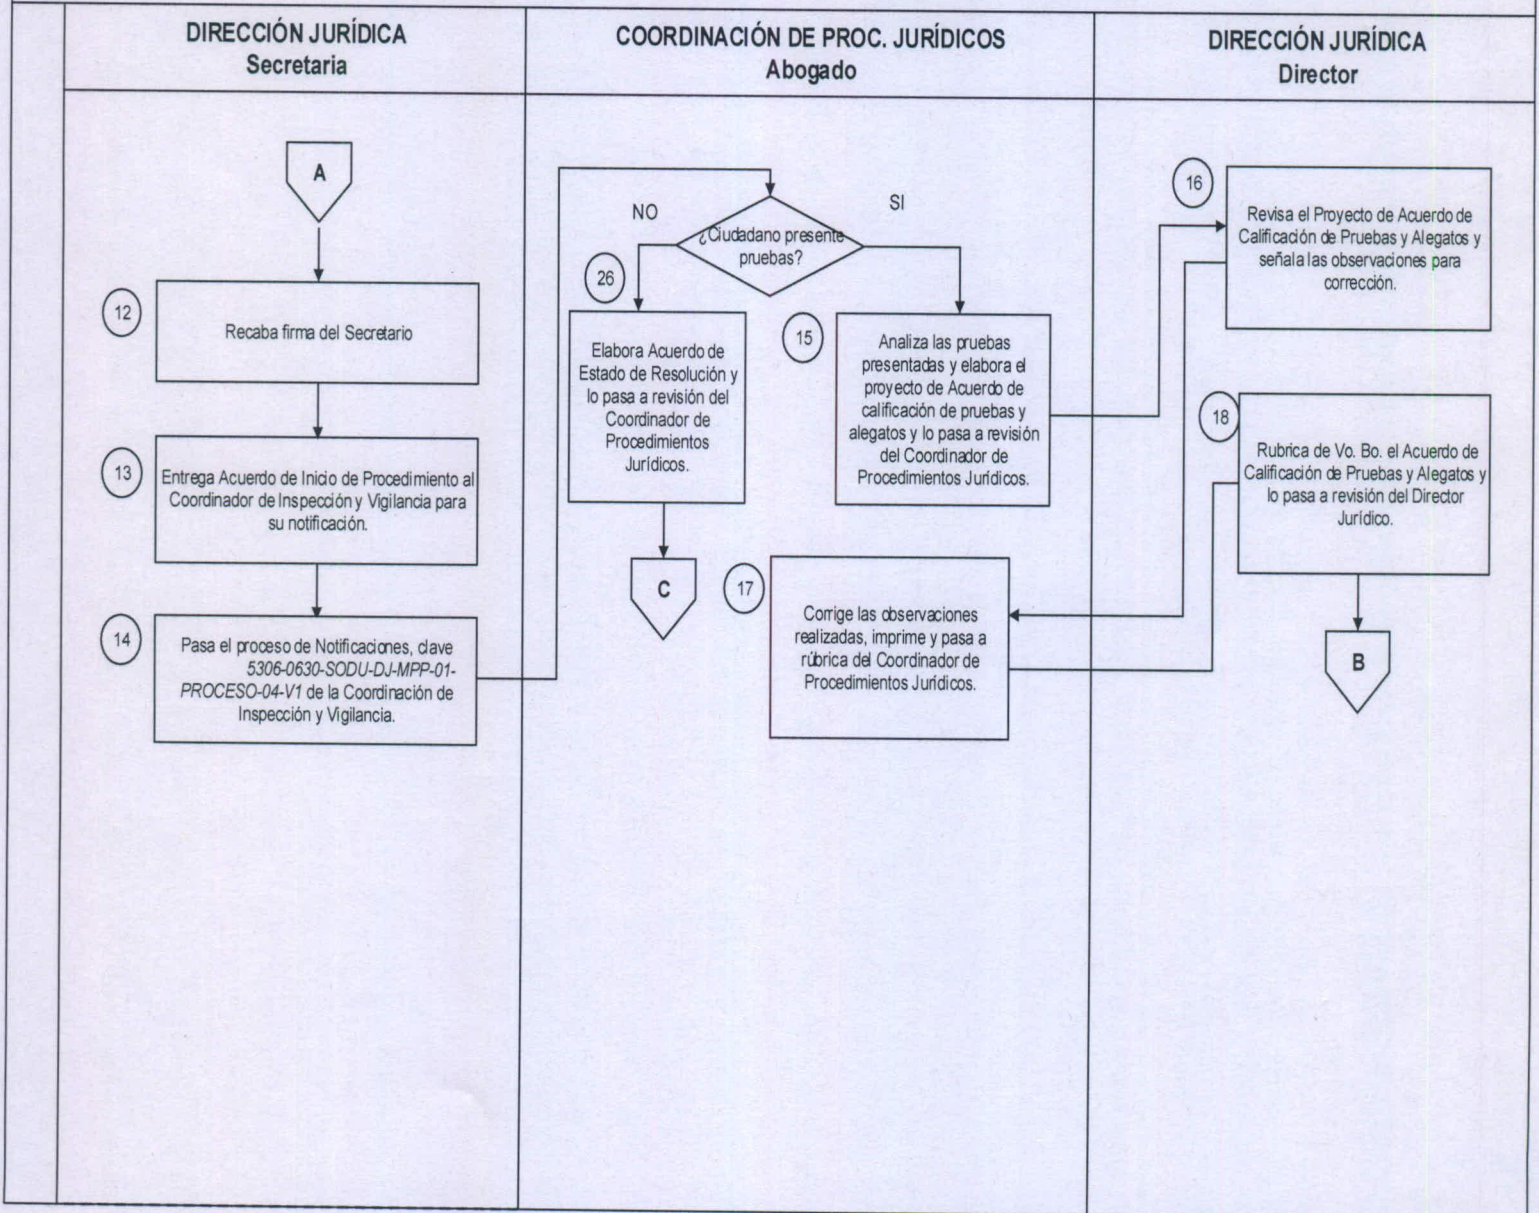 DIRECCIÓN JURÍDICA
Secretaria
COORDINACIÓN DE PROC. JURÍDICOS
Abogado
DIRECCIÓN JURÍDICA
Director
A
12
Recaba firma del Secretario
13
Entrega Acuerdo de Inicio de Procedimiento al
Coordinador de Inspección y Vigilancia para
su notificación.
14
Pasa el proceso de Notificaciones, clave
5306-0630-SODU-DJ-MPP-01-
PROCESO-04-V1 de la Coordinación de
Inspección y Vigilancia.
NO
SI
¿Ciudadano presente
pruebas?
26
Elabora Acuerdo de
Estado de Resolución y
lo pasa a revisión del
Coordinador de
Procedimientos
Jurídicos.
C
15
Analiza las pruebas
presentadas y elabora el
proyecto de Acuerdo de
calificación de pruebas y
alegatos y lo pasa a revisión
del Coordinador de
Procedimientos Jurídicos.
17
Corrige las observaciones
realizadas, imprime y pasa a
rúbrica del Coordinador de
Procedimientos Jurídicos.
16
Revisa el Proyecto de Acuerdo de
Calificación de Pruebas y Alegatos y
señala las observaciones para
corrección.
18
Rubrica de Vo. Bo. el Acuerdo de
Calificación de Pruebas y Alegatos y
lo pasa a revisión del Director
Jurídico.
B